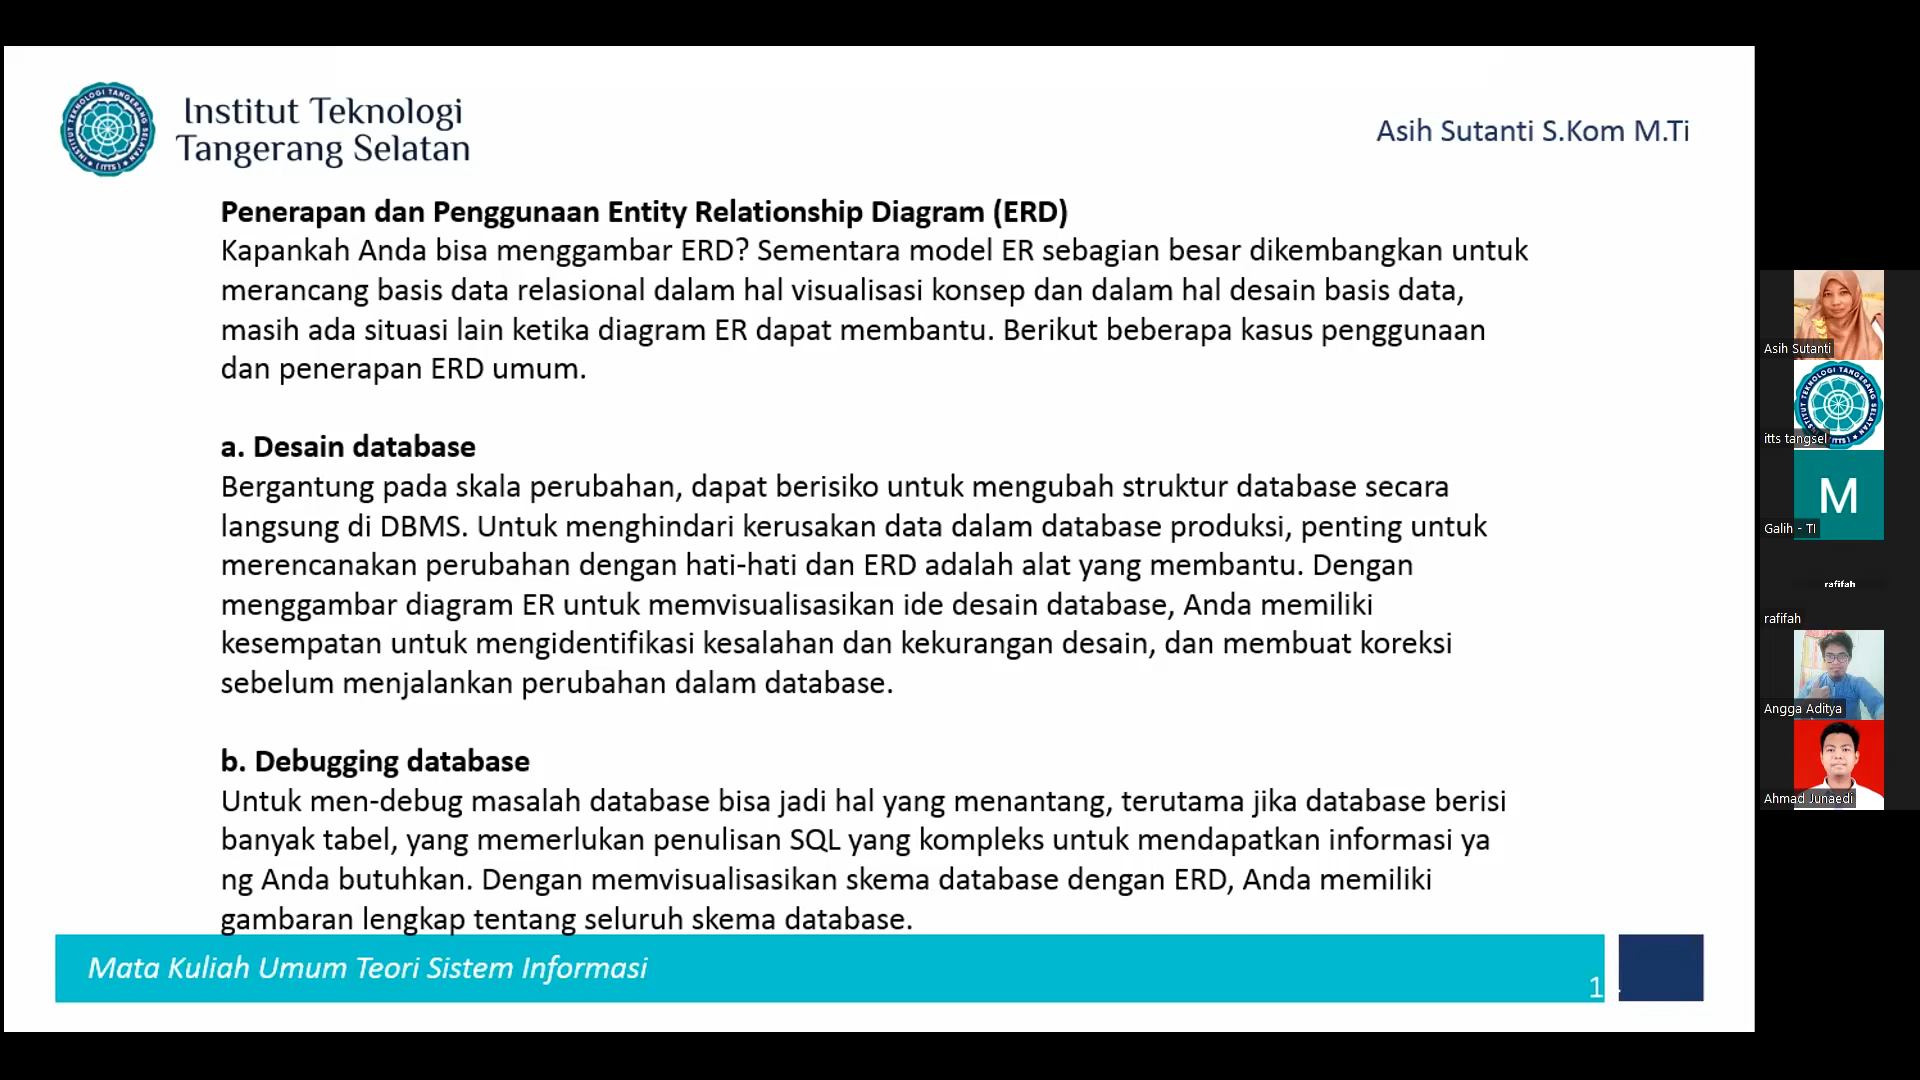 Institut Teknologi
Tangerang Selatan
Asih Sutanti S.Kom M.Ti
Penerapan dan Penggunaan Entity Relationship Diagram (ERD)
Kapankah Anda bisa menggambar ERD? Sementara model ER sebagian besar dikembangkan untuk
merancang basis data relasional dalam hal visualisasi konsep dan dalam hal desain basis data,
masih ada situasi lain ketika diagram ER dapat membantu. Berikut beberapa kasus penggunaan
dan penerapan ERD umum.
a. Desain database
Bergantung pada skala perubahan, dapat berisiko untuk mengubah struktur database secara
langsung di DBMS. Untuk menghindari kerusakan data dalam database produksi, penting untuk
merencanakan perubahan dengan hati-hati dan ERD adalah alat yang membantu. Dengan
menggambar diagram ER untuk memvisualisasikan ide desain database, Anda memiliki
kesempatan untuk mengidentifikasi kesalahan dan kekurangan desain, dan membuat koreksi
sebelum menjalankan perubahan dalam database.
b. Debugging database
Untuk men-debug masalah database bisa jadi hal yang menantang, terutama jika database berisi
banyak tabel, yang memerlukan penulisan SQL yang kompleks untuk mendapatkan informasi ya
ng Anda butuhkan. Dengan memvisualisasikan skema database dengan ERD, Anda memiliki
gambaran lengkap tentang seluruh skema database.
Mata Kuliah Umum Teori Sistem Informasi
1
Asih Sutanti
INSTITUT TEKNOLOGI TANGERANG SELATAN
(ITTS)
itts tangsel
M
Galih - TI
rafifah
rafifah
Angga Aditya
Ahmad Junaedi